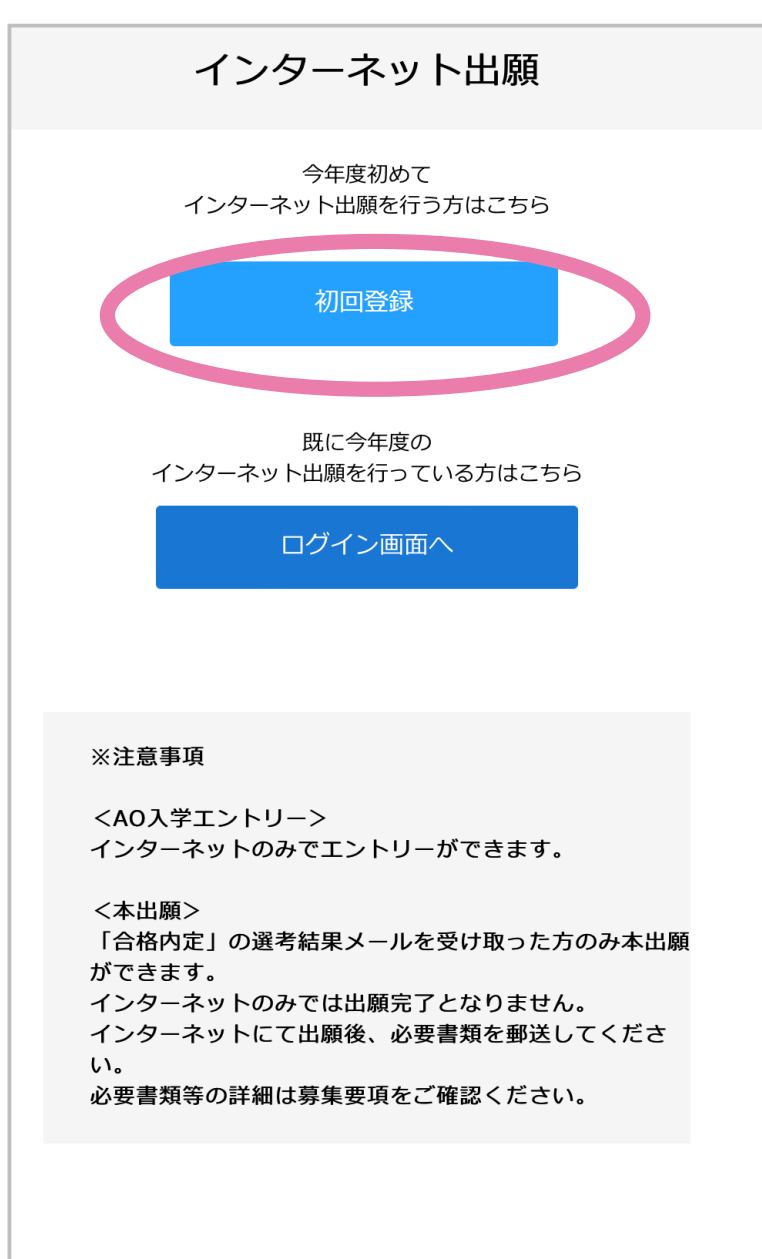 インターネット出願
今年度初めて
インターネット出願を行う方はこちら
初回登録
既に今年度の
インターネット出願を行っている方はこちら
ログイン画面へ
※注意事項
＜AO入学エントリー＞
インターネットのみでエントリーができます。
＜本出願＞
「合格内定」の選考結果メールを受け取った方のみ本出願
ができます。
インターネットのみでは出願完了となりません。
インターネットにて出願後、必要書類を郵送してくださ
い。
必要書類等の詳細は募集要項をご確認ください。